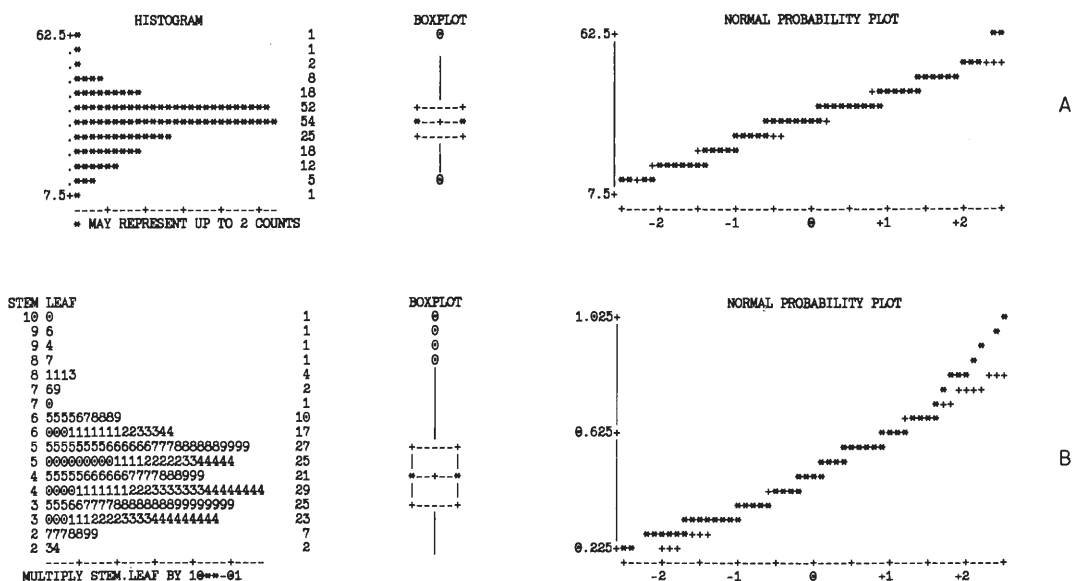 HISTOGRAM
62.5+* 1
.* 1
.* 2
.**** 8
.********* 18
.************************** 52
.*************************** 54
.************* 25
.********* 18
.****** 12
.*** 5
7.5+* 1
* MAY REPRESENT UP TO 2 COUNTS
BOXPLOT
0
+-----+
*--+--*
+-----+
0
NORMAL PROBABILITY PLOT
62.5+
7.5+
-2 -1 0 +1 +2
A
STEM LEAF
10 0 1
9 6 1
9 4 1
8 7 1
8 1113 4
7 69 2
7 0 1
6 5555678889 10
6 00011111112233344 17
5 555555556666667778888889999 27
5 0000000000111122222334444 25
4 555556666667777888999 21
4 00001111111222333333344444444 29
3 5556677778888888899999999 25
3 00011122223333444444444 23
2 7778899 7
2 34 2
MULTIPLY STEM.LEAF BY 10**-01
BOXPLOT
0
0
0
0
+-----+
*--+--*
+-----+
NORMAL PROBABILITY PLOT
1.025+
0.625+
0.225+
-2 -1 0 +1 +2
B